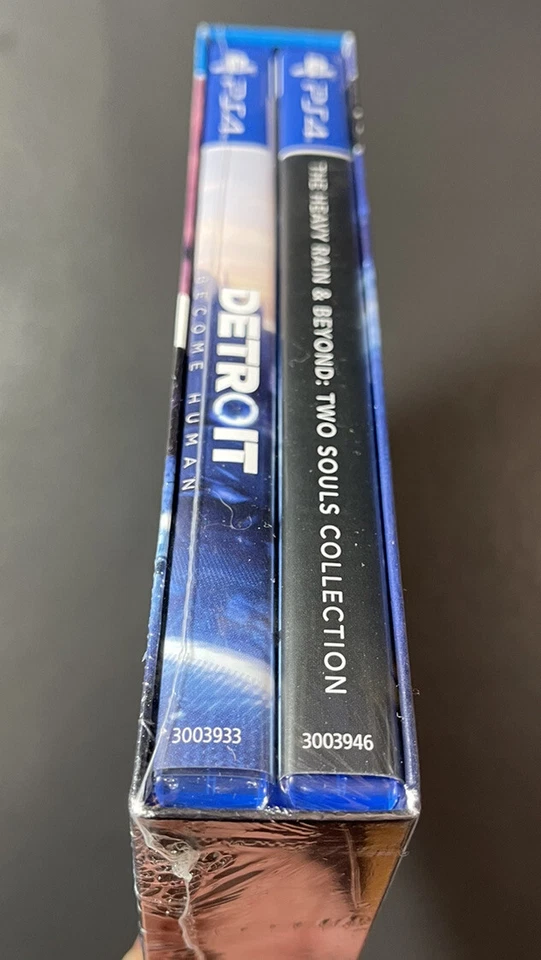 PS4
DETROIT
BECOME HUMAN
3003933
PS4
THE HEAVY RAIN & BEYOND: TWO SOULS COLLECTION
3003946